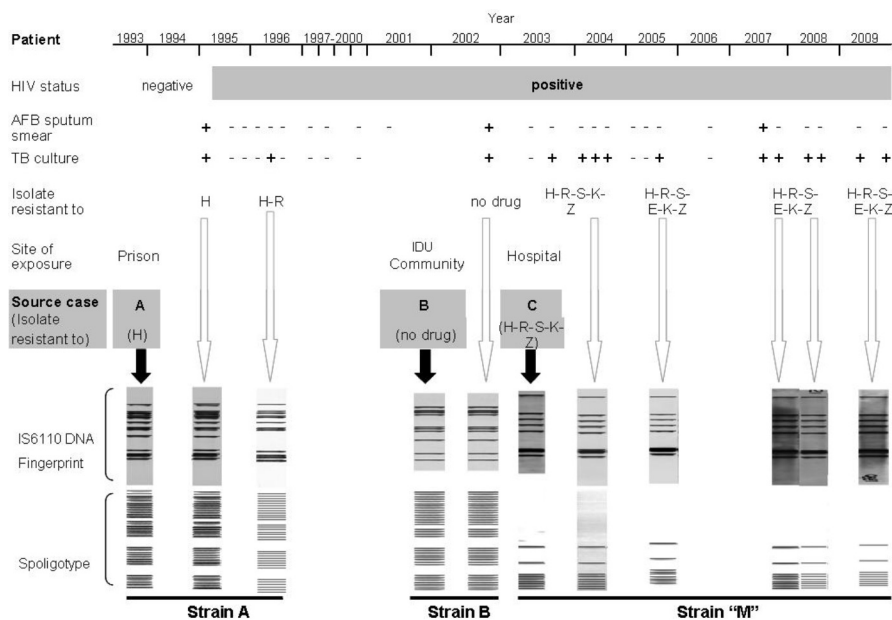 Year
Patient
1993 1994 1995 1996 1997-2000 2001 2002 2003 2004 2005 2006 2007 2008 2009
HIV status negative positive
AFB sputum
smear
+ - - - - - - - - - + - - - - - - - - - + - - - -
TB culture + - - + - - - - + - + + + + - - + - + + + + + +
Isolate
resistant to
H H-R no drug
H-R-S-K-
Z
H-R-S-
E-K-Z
H-R-S-
E-K-Z
H-R-S-
E-K-Z
Site of
exposure
Prison
IDU
Community
Hospital
Source case
(Isolate
resistant to)
A
(H)
B
(no drug)
C
(H-R-S-K-
Z)
IS6110 DNA
Fingerprint
Spoligotype
Strain A Strain B Strain “M”